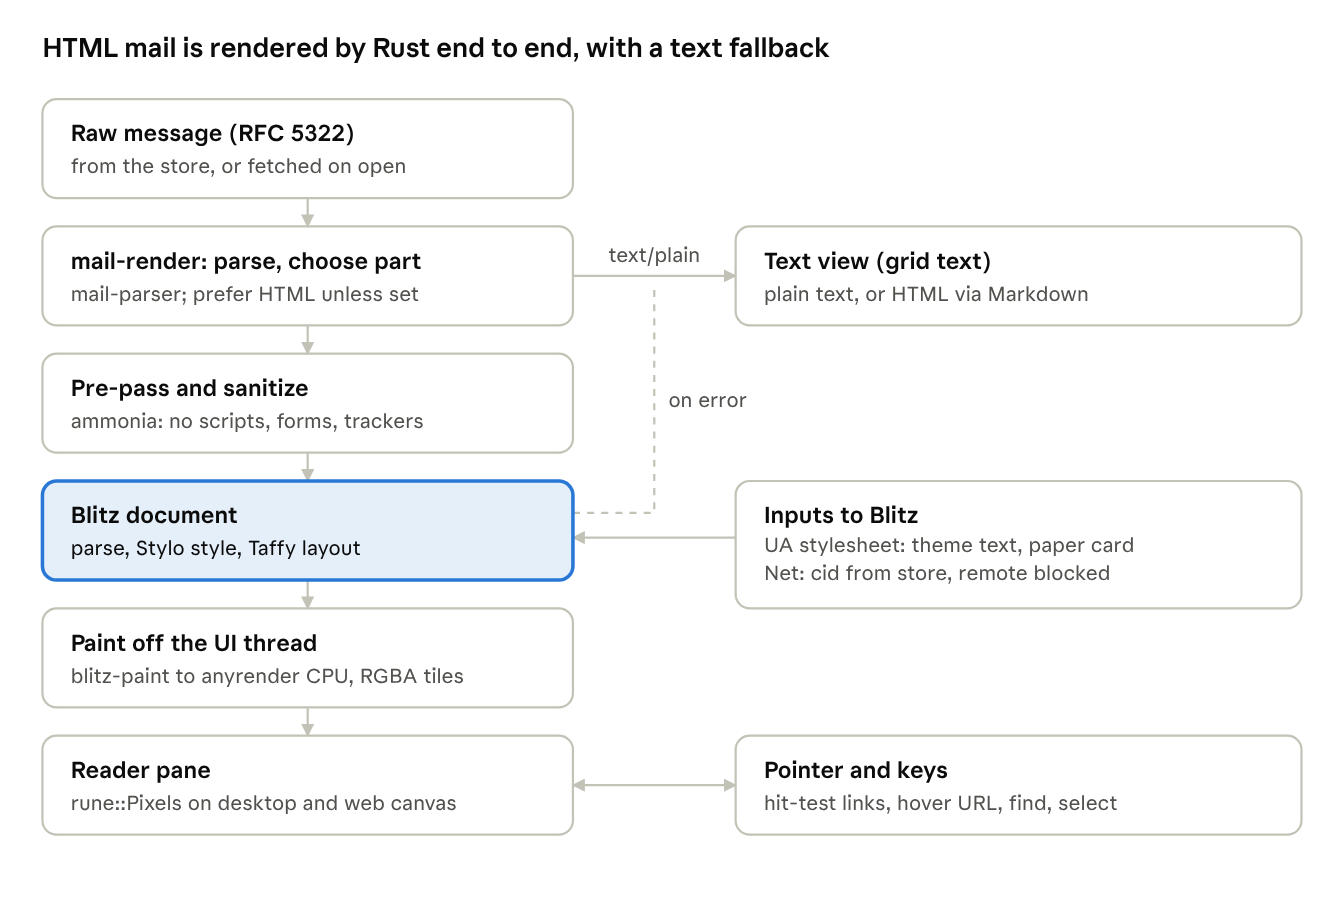 HTML mail is rendered by Rust end to end, with a text fallback
Raw message (RFC 5322)
from the store, or fetched on open
mail-render: parse, choose part
mail-parser; prefer HTML unless set
text/plain
Text view (grid text)
plain text, or HTML via Markdown
Pre-pass and sanitize
ammonia: no scripts, forms, trackers
on error
Blitz document
parse, Stylo style, Taffy layout
Inputs to Blitz
UA stylesheet: theme text, paper card
Net: cid from store, remote blocked
Paint off the UI thread
blitz-paint to anyrender CPU, RGBA tiles
Reader pane
rune::Pixels on desktop and web canvas
Pointer and keys
hit-test links, hover URL, find, select